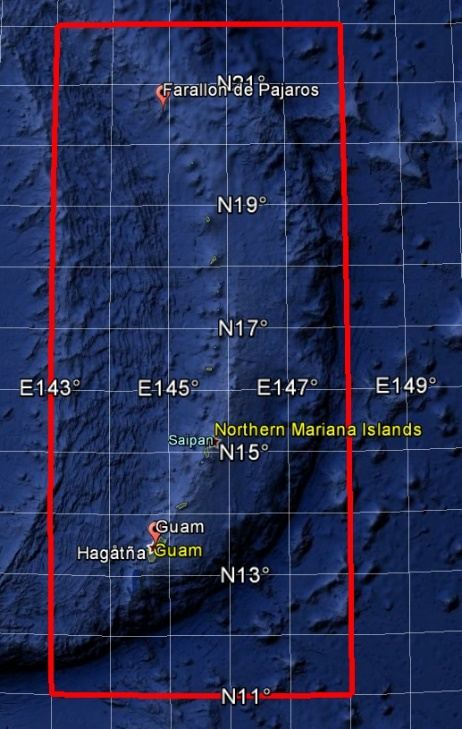 N21°
Farallon de Pajaros
N19°
N17°
E143° E145° E147° E149°
Northern Mariana Islands
Saipan
N15°
Guam
Hagåtña
Guam
N13°
N11°